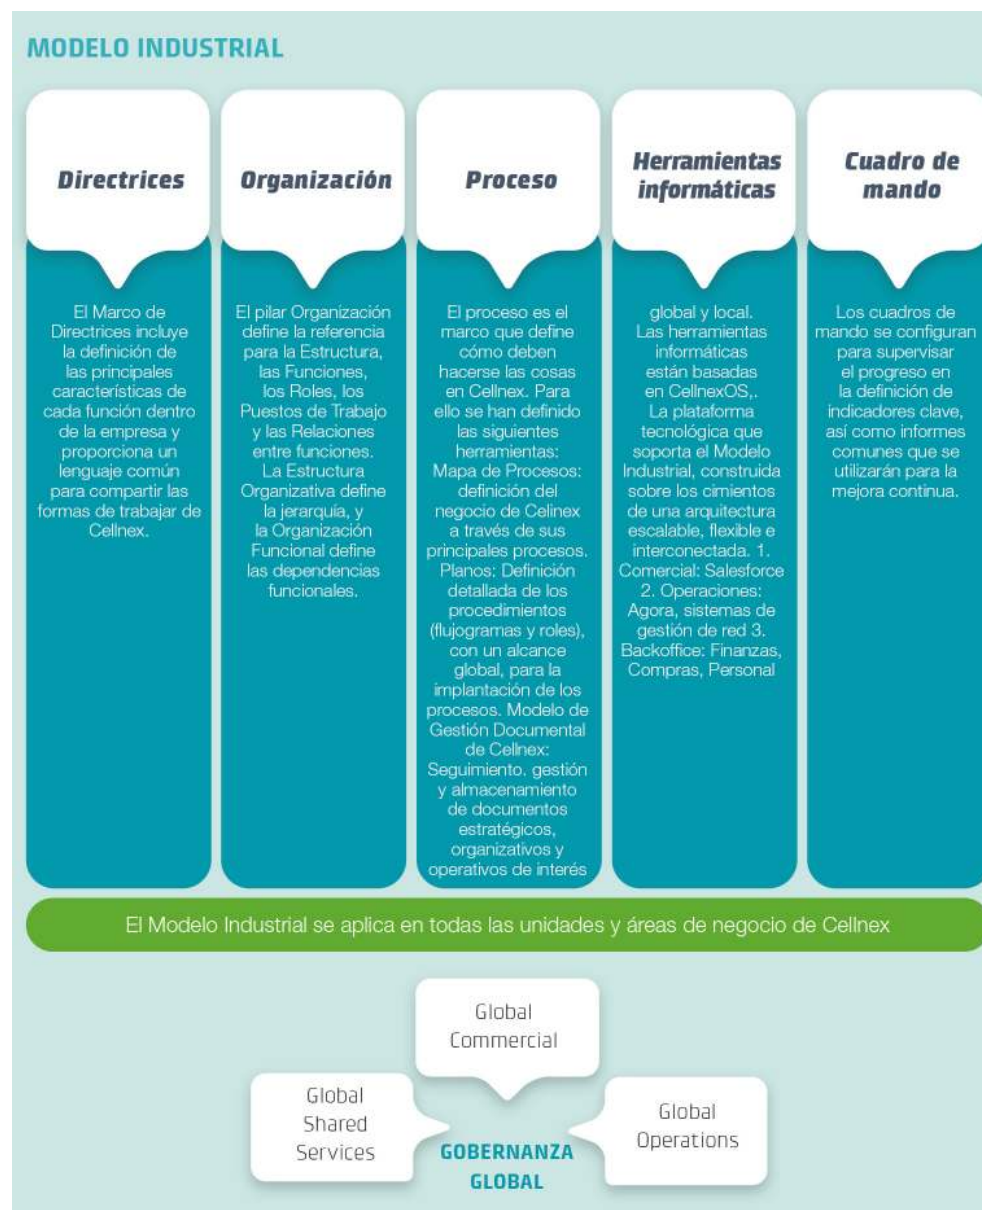 MODELO INDUSTRIAL
Directrices
El Marco de
Directrices incluye
la definición de
las principales
características de
cada función dentro
de la empresa y
proporciona un
lenguaje común
para compartir las
formas de trabajar de
Cellnex.
Organización
El pilar Organización
define la referencia
para la Estructura,
las Funciones,
los Roles, los
Puestos de Trabajo
y las Relaciones
entre funciones.
La Estructura
Organizativa define
la jerarquía, y
la Organización
Funcional define
las dependencias
funcionales.
Proceso
El proceso es el
marco que define
cómo deben
hacerse las cosas
en Cellnex. Para
ello se han definido
las siguientes
herramientas:
Mapa de Procesos:
definición del
negocio de Celinex
a través de sus
principales procesos.
Planos: Definición
detallada de los
procedimientos
(flujogramas y roles),
con un alcance
global, para la
implantación de los
procesos. Modelo de
Gestión Documental
de Cellnex:
Seguimiento. gestión
y almacenamiento
de documentos
estratégicos,
organizativos y
operativos de interés
Herramientas
informáticas
global y local.
Las herramientas
informáticas
están basadas
en CellnexOS,.
La plataforma
tecnológica que
soporta el Modelo
Industrial, construida
sobre los cimientos
de una arquitectura
escalable, flexible e
interconectada. 1.
Comercial: Salesforce
2. Operaciones:
Agora, sistemas de
gestión de red 3.
Backoffice: Finanzas,
Compras, Personal
Cuadro de
mando
Los cuadros de
mando se configuran
para supervisar
el progreso en
la definición de
indicadores clave,
así como informes
comunes que se
utilizarán para la
mejora continua.
El Modelo Industrial se aplica en todas las unidades y áreas de negocio de Cellnex
Global
Commercial
Global
Shared
Services
Global
Operations
GOBERNANZA
GLOBAL